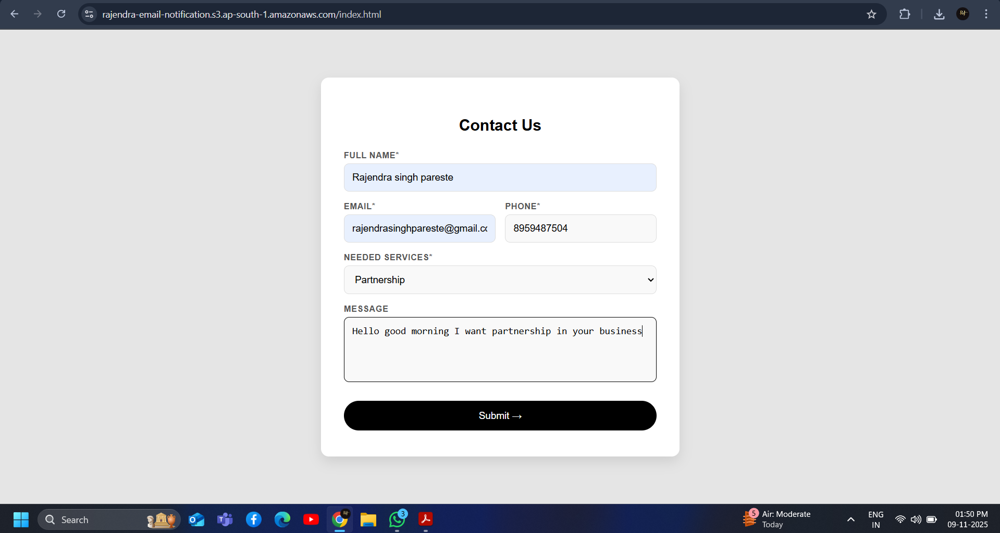 rajendra-email-notification.s3.ap-south-1.amazonaws.com/index.html
Contact Us
FULL NAME*
Rajendra singh pareste
EMAIL* PHONE*
rajendrasinghpareste@gmail.co 8959487504
NEEDED SERVICES*
Partnership
MESSAGE
Hello good morning I want partnership in your business
Submit →
Search
3
5
Air: Moderate
Today
ENG
IN
01:50 PM
09-11-2025